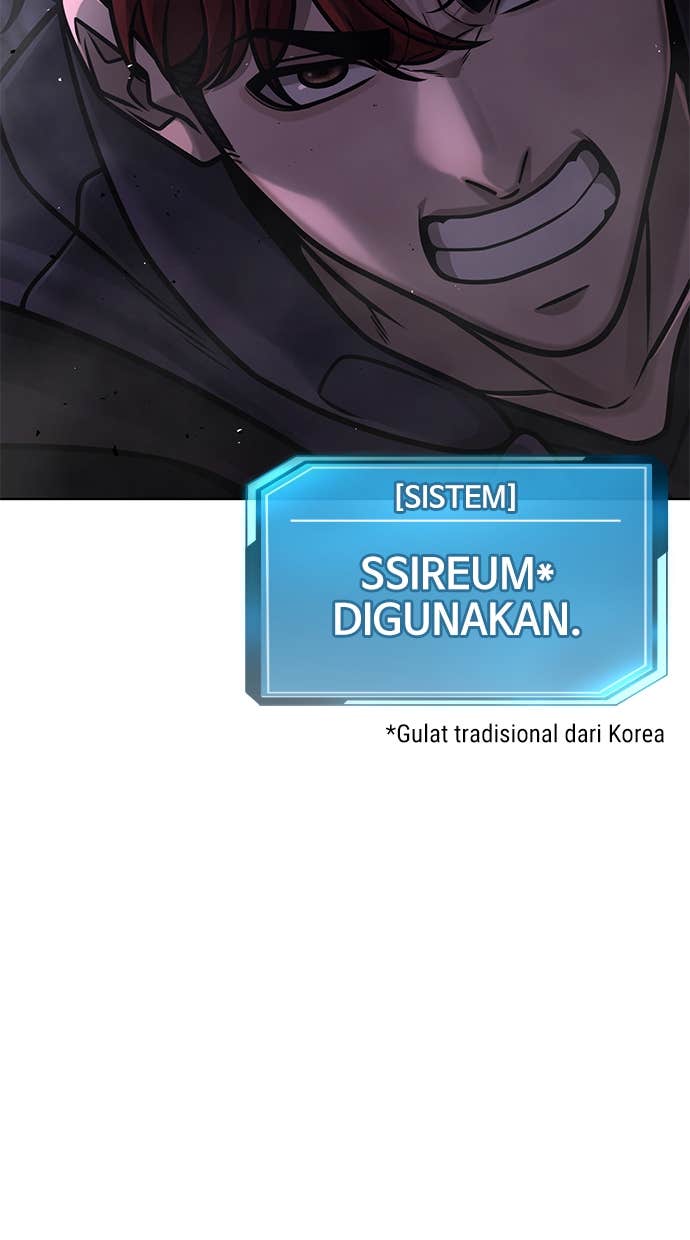 [SISTEM]
SSIREUM*
DIGUNAKAN.
*Gulat tradisional dari Korea